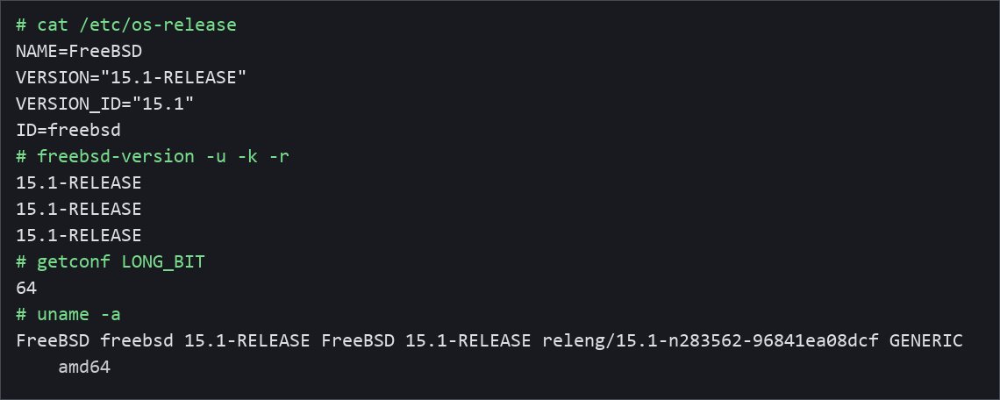 # cat /etc/os-release
NAME=FreeBSD
VERSION="15.1-RELEASE"
VERSION_ID="15.1"
ID=freebsd
# freebsd-version -u -k -r
15.1-RELEASE
15.1-RELEASE
15.1-RELEASE
# getconf LONG_BIT
64
# uname -a
FreeBSD freebsd 15.1-RELEASE FreeBSD 15.1-RELEASE releng/15.1-n283562-96841ea08dcf GENERIC
amd64